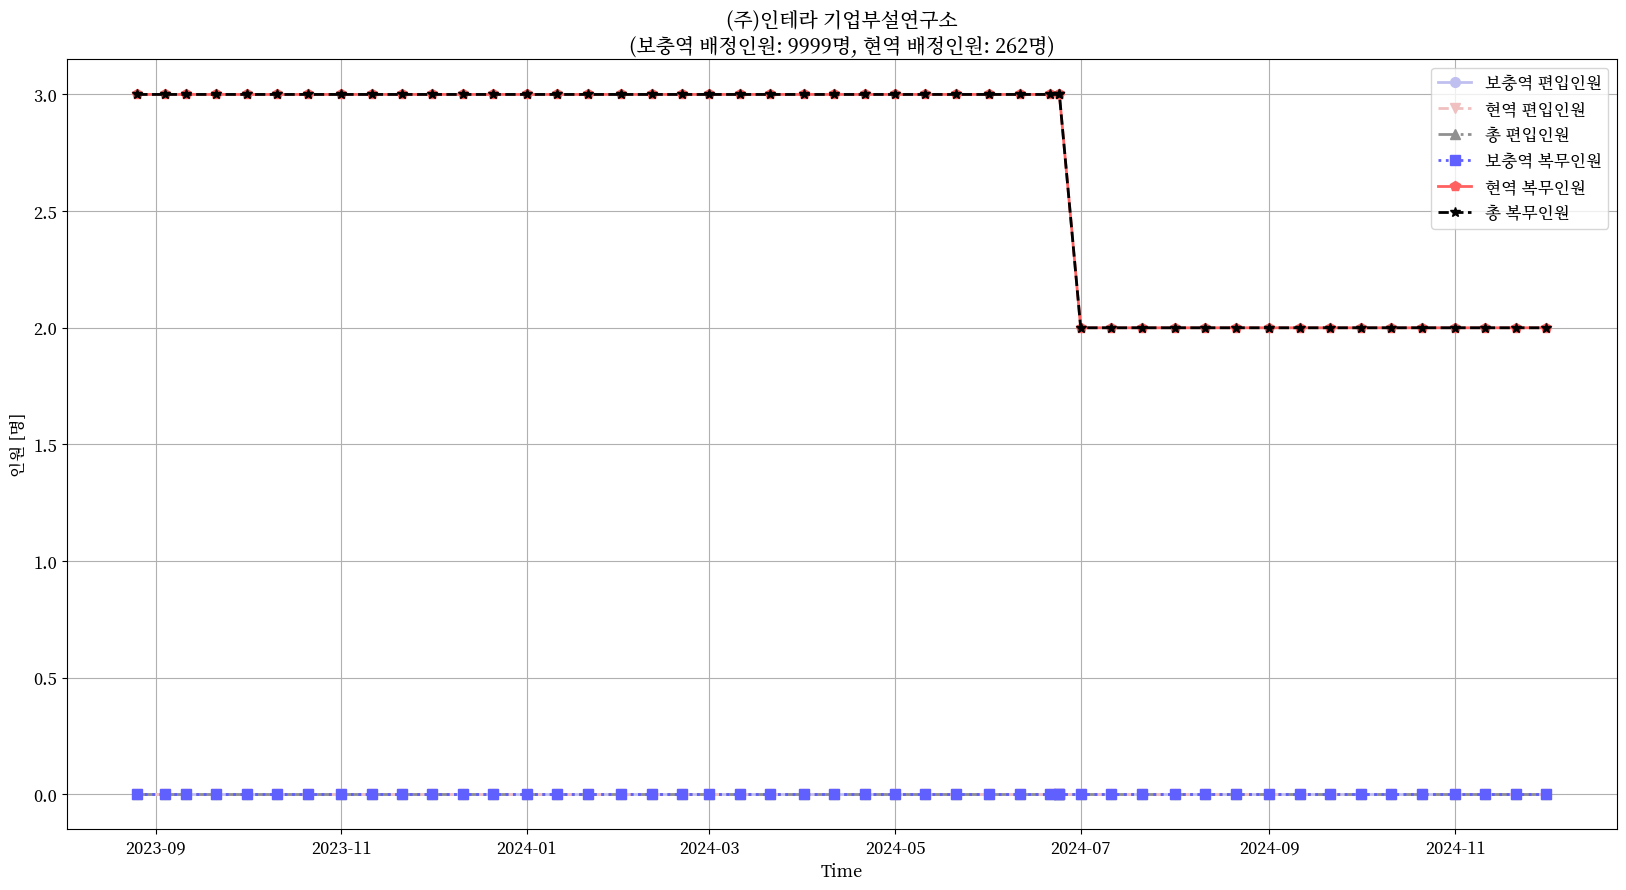 (주)인테라 기업부설연구소
(보충역 배정인원: 9999명, 현역 배정인원: 262명)
보충역 편입인원
현역 편입인원
총 편입인원
보충역 복무인원
현역 복무인원
총 복무인원
인원 [명]
3.0
2.5
2.0
1.5
1.0
0.5
0.0
2023-09
2023-11
2024-01
2024-03
2024-05
2024-07
2024-09
2024-11
Time